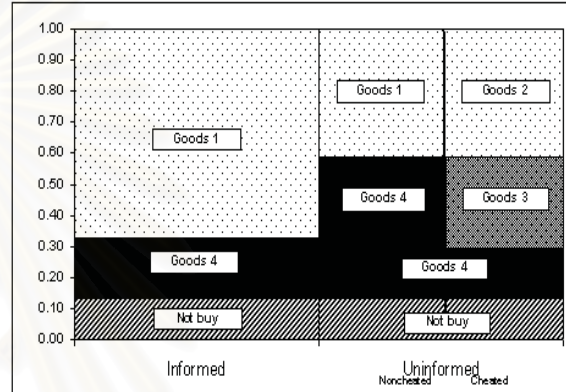 1.00
0.90
0.80
0.70
0.60
0.50
0.40
0.30
0.20
0.10
0.00
Goods 1
Goods 4
Not buy
Goods 1
Goods 2
Goods 4
Goods 3
Goods 4
Not buy
Informed
Uninformed
Noncheated
Cheated